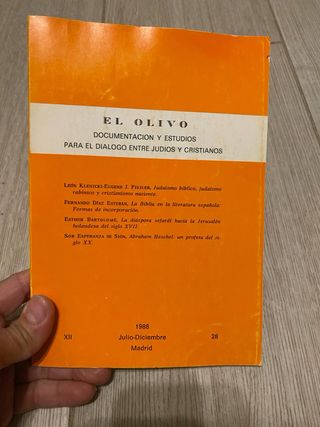 EL OLIVO
DOCUMENTACION Y ESTUDIOS
PARA EL DIALOGO ENTRE JUDIOS Y CRISTIANOS
LEÓN KLENICKI-EUGENE J. FISHER, Judaísmo bíblico, judaísmo
rabínico y cristianismo naciente.
FERNANDO DÍAZ ESTEBAN, La Biblia en la literatura española:
Formas de incorporación.
ESTHER BARTOLOMÉ, La diáspora sefardí hacia la Jerusalén
holandesa del siglo XVII
SOR ESPERANZA DE SION, Abraham Heschel: un profeta del si-
glo XX.
1988
XII Julio-Diciembre 28
Madrid